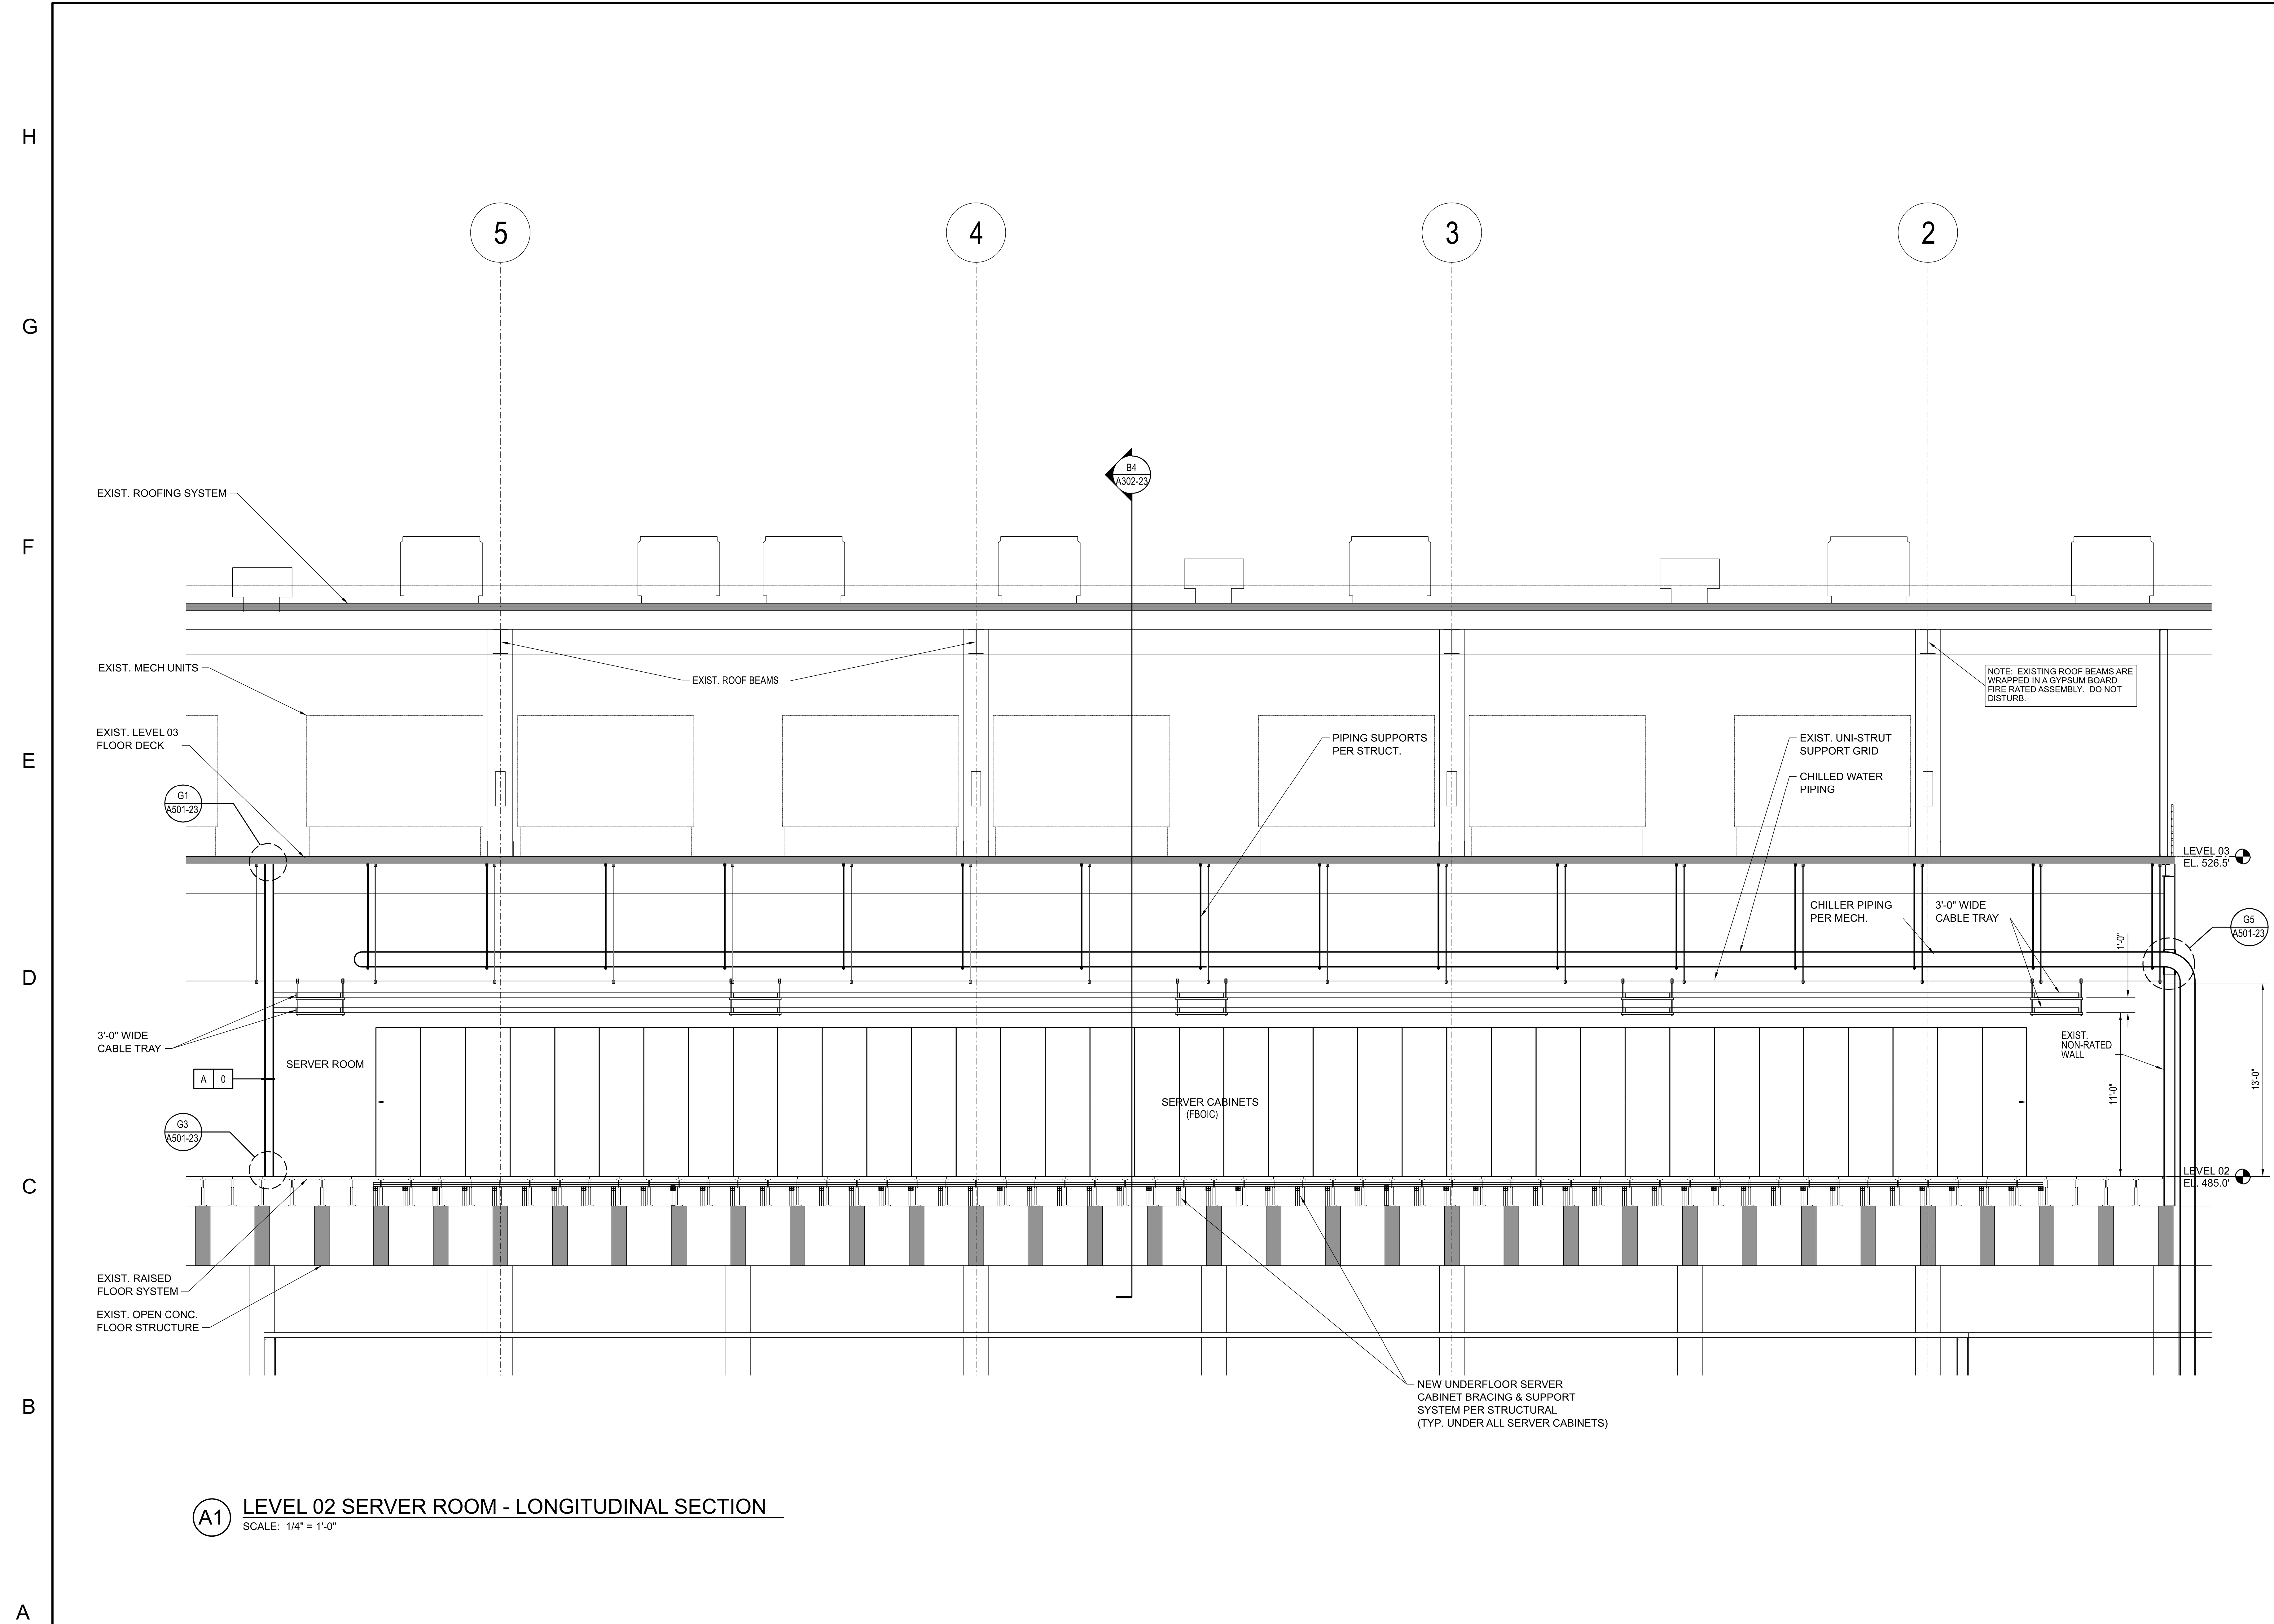 H
G
F
E
D
C
B
A
5
4
3
2
B4
A302-23
EXIST. ROOFING SYSTEM
EXIST. MECH UNITS
EXIST. ROOF BEAMS
NOTE: EXISTING ROOF BEAMS ARE
WRAPPED IN A GYPSUM BOARD
FIRE RATED ASSEMBLY. DO NOT
DISTURB.
EXIST. LEVEL 03
FLOOR DECK
PIPING SUPPORTS
PER STRUCT.
EXIST. UNI-STRUT
SUPPORT GRID
CHILLED WATER
PIPING
G1
A501-23
LEVEL 03
EL. 526.5'
CHILLER PIPING
PER MECH.
3'-0" WIDE
CABLE TRAY
G5
A501-23
1'-0"
3'-0" WIDE
CABLE TRAY
SERVER ROOM
EXIST.
NON-RATED
WALL
A 0
11'-0"
13'-0"
SERVER CABINETS
(FBOIC)
G3
A501-23
LEVEL 02
EL. 485.0'
EXIST. RAISED
FLOOR SYSTEM
EXIST. OPEN CONC.
FLOOR STRUCTURE
NEW UNDERFLOOR SERVER
CABINET BRACING & SUPPORT
SYSTEM PER STRUCTURAL
(TYP. UNDER ALL SERVER CABINETS)
A1
LEVEL 02 SERVER ROOM - LONGITUDINAL SECTION
SCALE: 1/4" = 1'-0"